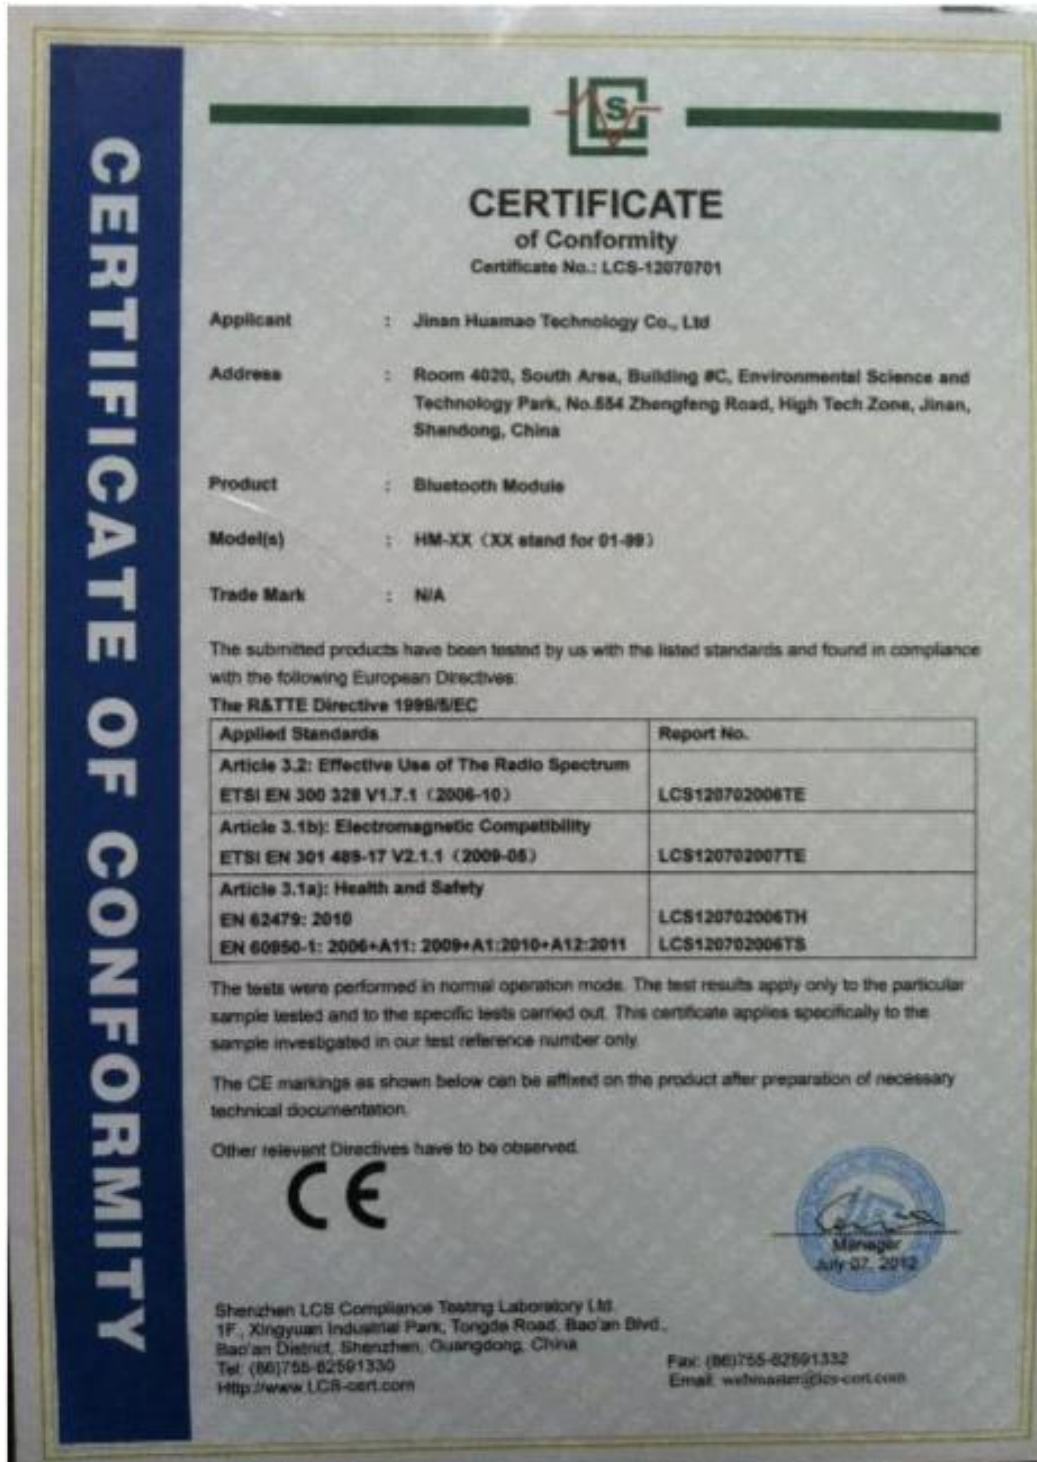 CERTIFICATE OF CONFORMITY
LCS
CERTIFICATE
of Conformity
Certificate No.: LCS-12070701
Applicant : Jinan Huamao Technology Co., Ltd
Address : Room 4020, South Area, Building #C, Environmental Science and
Technology Park, No.554 Zhengfeng Road, High Tech Zone, Jinan,
Shandong, China
Product : Bluetooth Module
Model(s) : HM-XX（XX stand for 01-99）
Trade Mark : N/A
The submitted products have been tested by us with the listed standards and found in compliance
with the following European Directives:
The R&TTE Directive 1999/5/EC
Applied Standards Report No.
Article 3.2: Effective Use of The Radio Spectrum
ETSI EN 300 328 V1.7.1（2006-10） LCS120702006TE
Article 3.1b): Electromagnetic Compatibility
ETSI EN 301 489-17 V2.1.1（2009-05） LCS120702007TE
Article 3.1a): Health and Safety
EN 62479: 2010 LCS120702006TH
EN 60950-1: 2006+A11: 2009+A1:2010+A12:2011 LCS120702006TS
The tests were performed in normal operation mode. The test results apply only to the particular
sample tested and to the specific tests carried out. This certificate applies specifically to the
sample investigated in our test reference number only.
The CE markings as shown below can be affixed on the product after preparation of necessary
technical documentation.
Other relevant Directives have to be observed.
CE
Manager
July 07, 2012
Shenzhen LCS Compliance Testing Laboratory Ltd.
1F., Xingyuan Industrial Park, Tongda Road, Bao'an Blvd.,
Bao'an District, Shenzhen, Guangdong, China
Tel: (86)755-82591330 Fax: (86)755-82591332
Http://www.LCS-cert.com Email: webmaster@lcs-cert.com